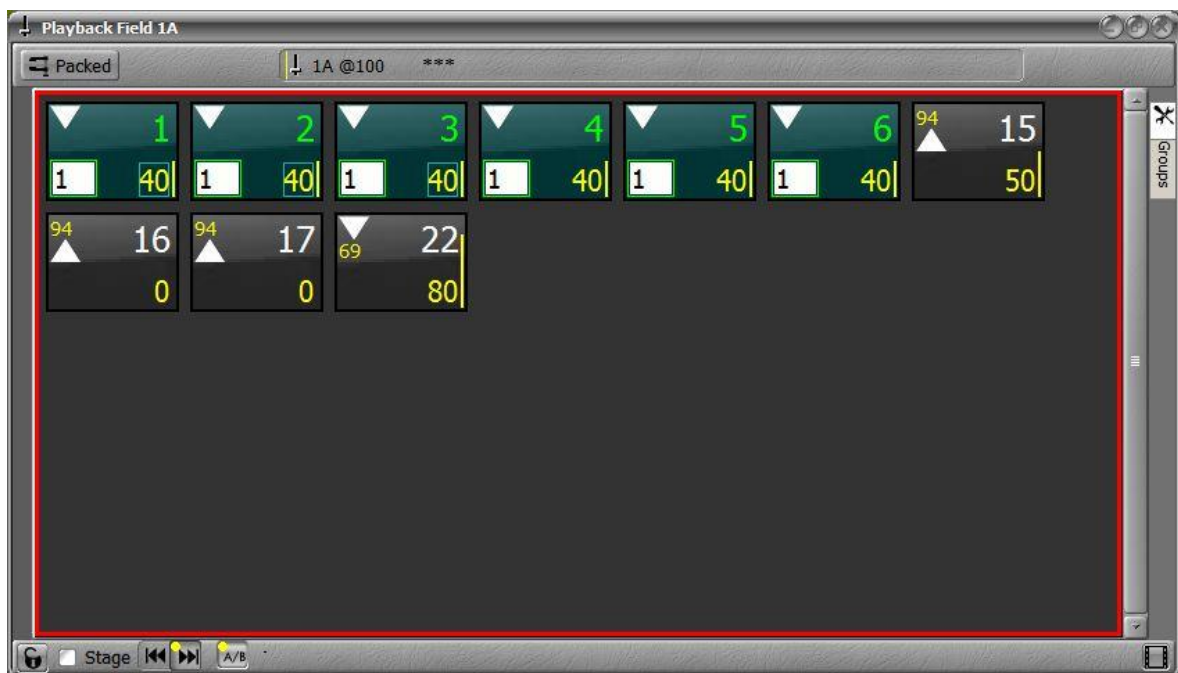 Playback Field 1A
Packed 1A @100 ***
1 2 3 4 5 6 94 15
1 40 1 40 1 40 1 40 1 40 1 40 50
94 16 94 17 69 22
0 0 80
Groups
Stage A/B